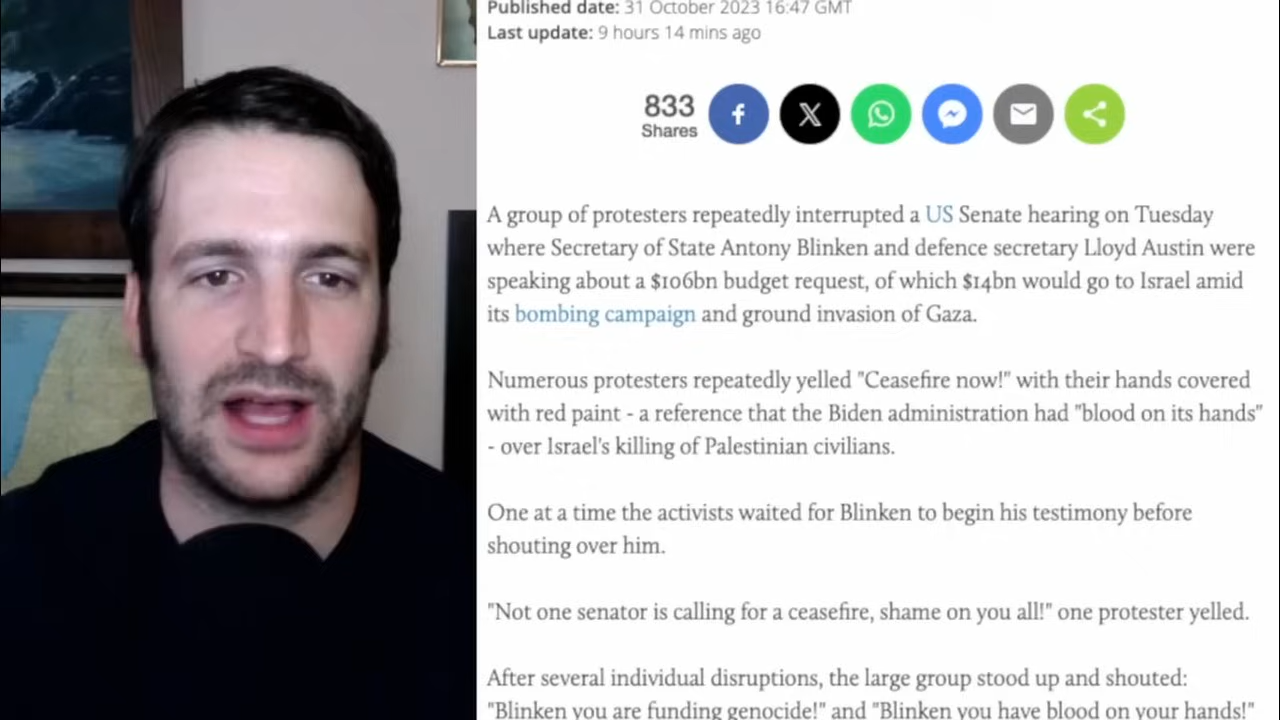 Published date: 31 October 2023 16:47 GMT
Last update: 9 hours 14 mins ago
833
Shares
A group of protesters repeatedly interrupted a US Senate hearing on Tuesday
where Secretary of State Antony Blinken and defence secretary Lloyd Austin were
speaking about a $106bn budget request, of which $14bn would go to Israel amid
its bombing campaign and ground invasion of Gaza.
Numerous protesters repeatedly yelled "Ceasefire now!" with their hands covered
with red paint - a reference that the Biden administration had "blood on its hands"
- over Israel's killing of Palestinian civilians.
One at a time the activists waited for Blinken to begin his testimony before
shouting over him.
"Not one senator is calling for a ceasefire, shame on you all!" one protester yelled.
After several individual disruptions, the large group stood up and shouted:
"Blinken you are funding genocide!" and "Blinken you have blood on your hands!"